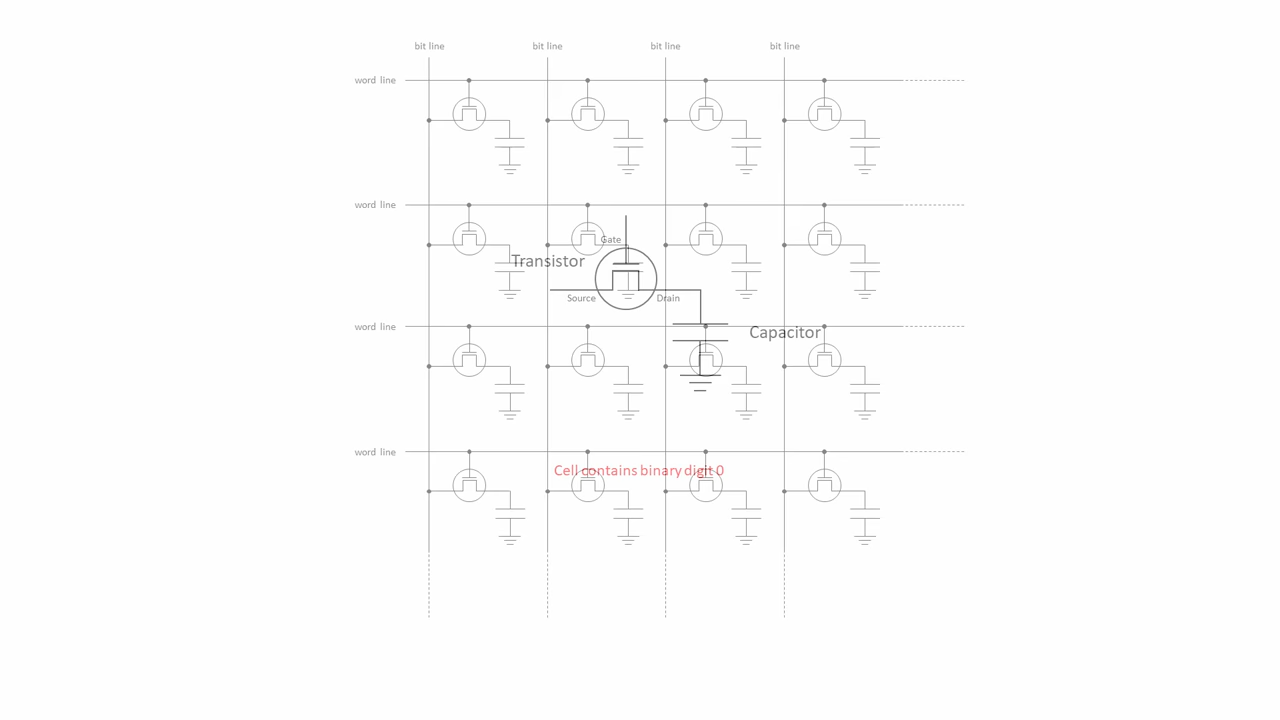 bit line bit line bit line bit line
word line
word line
Gate
Transistor
Source Drain
word line
Capacitor
word line
Cell contains binary digit 0